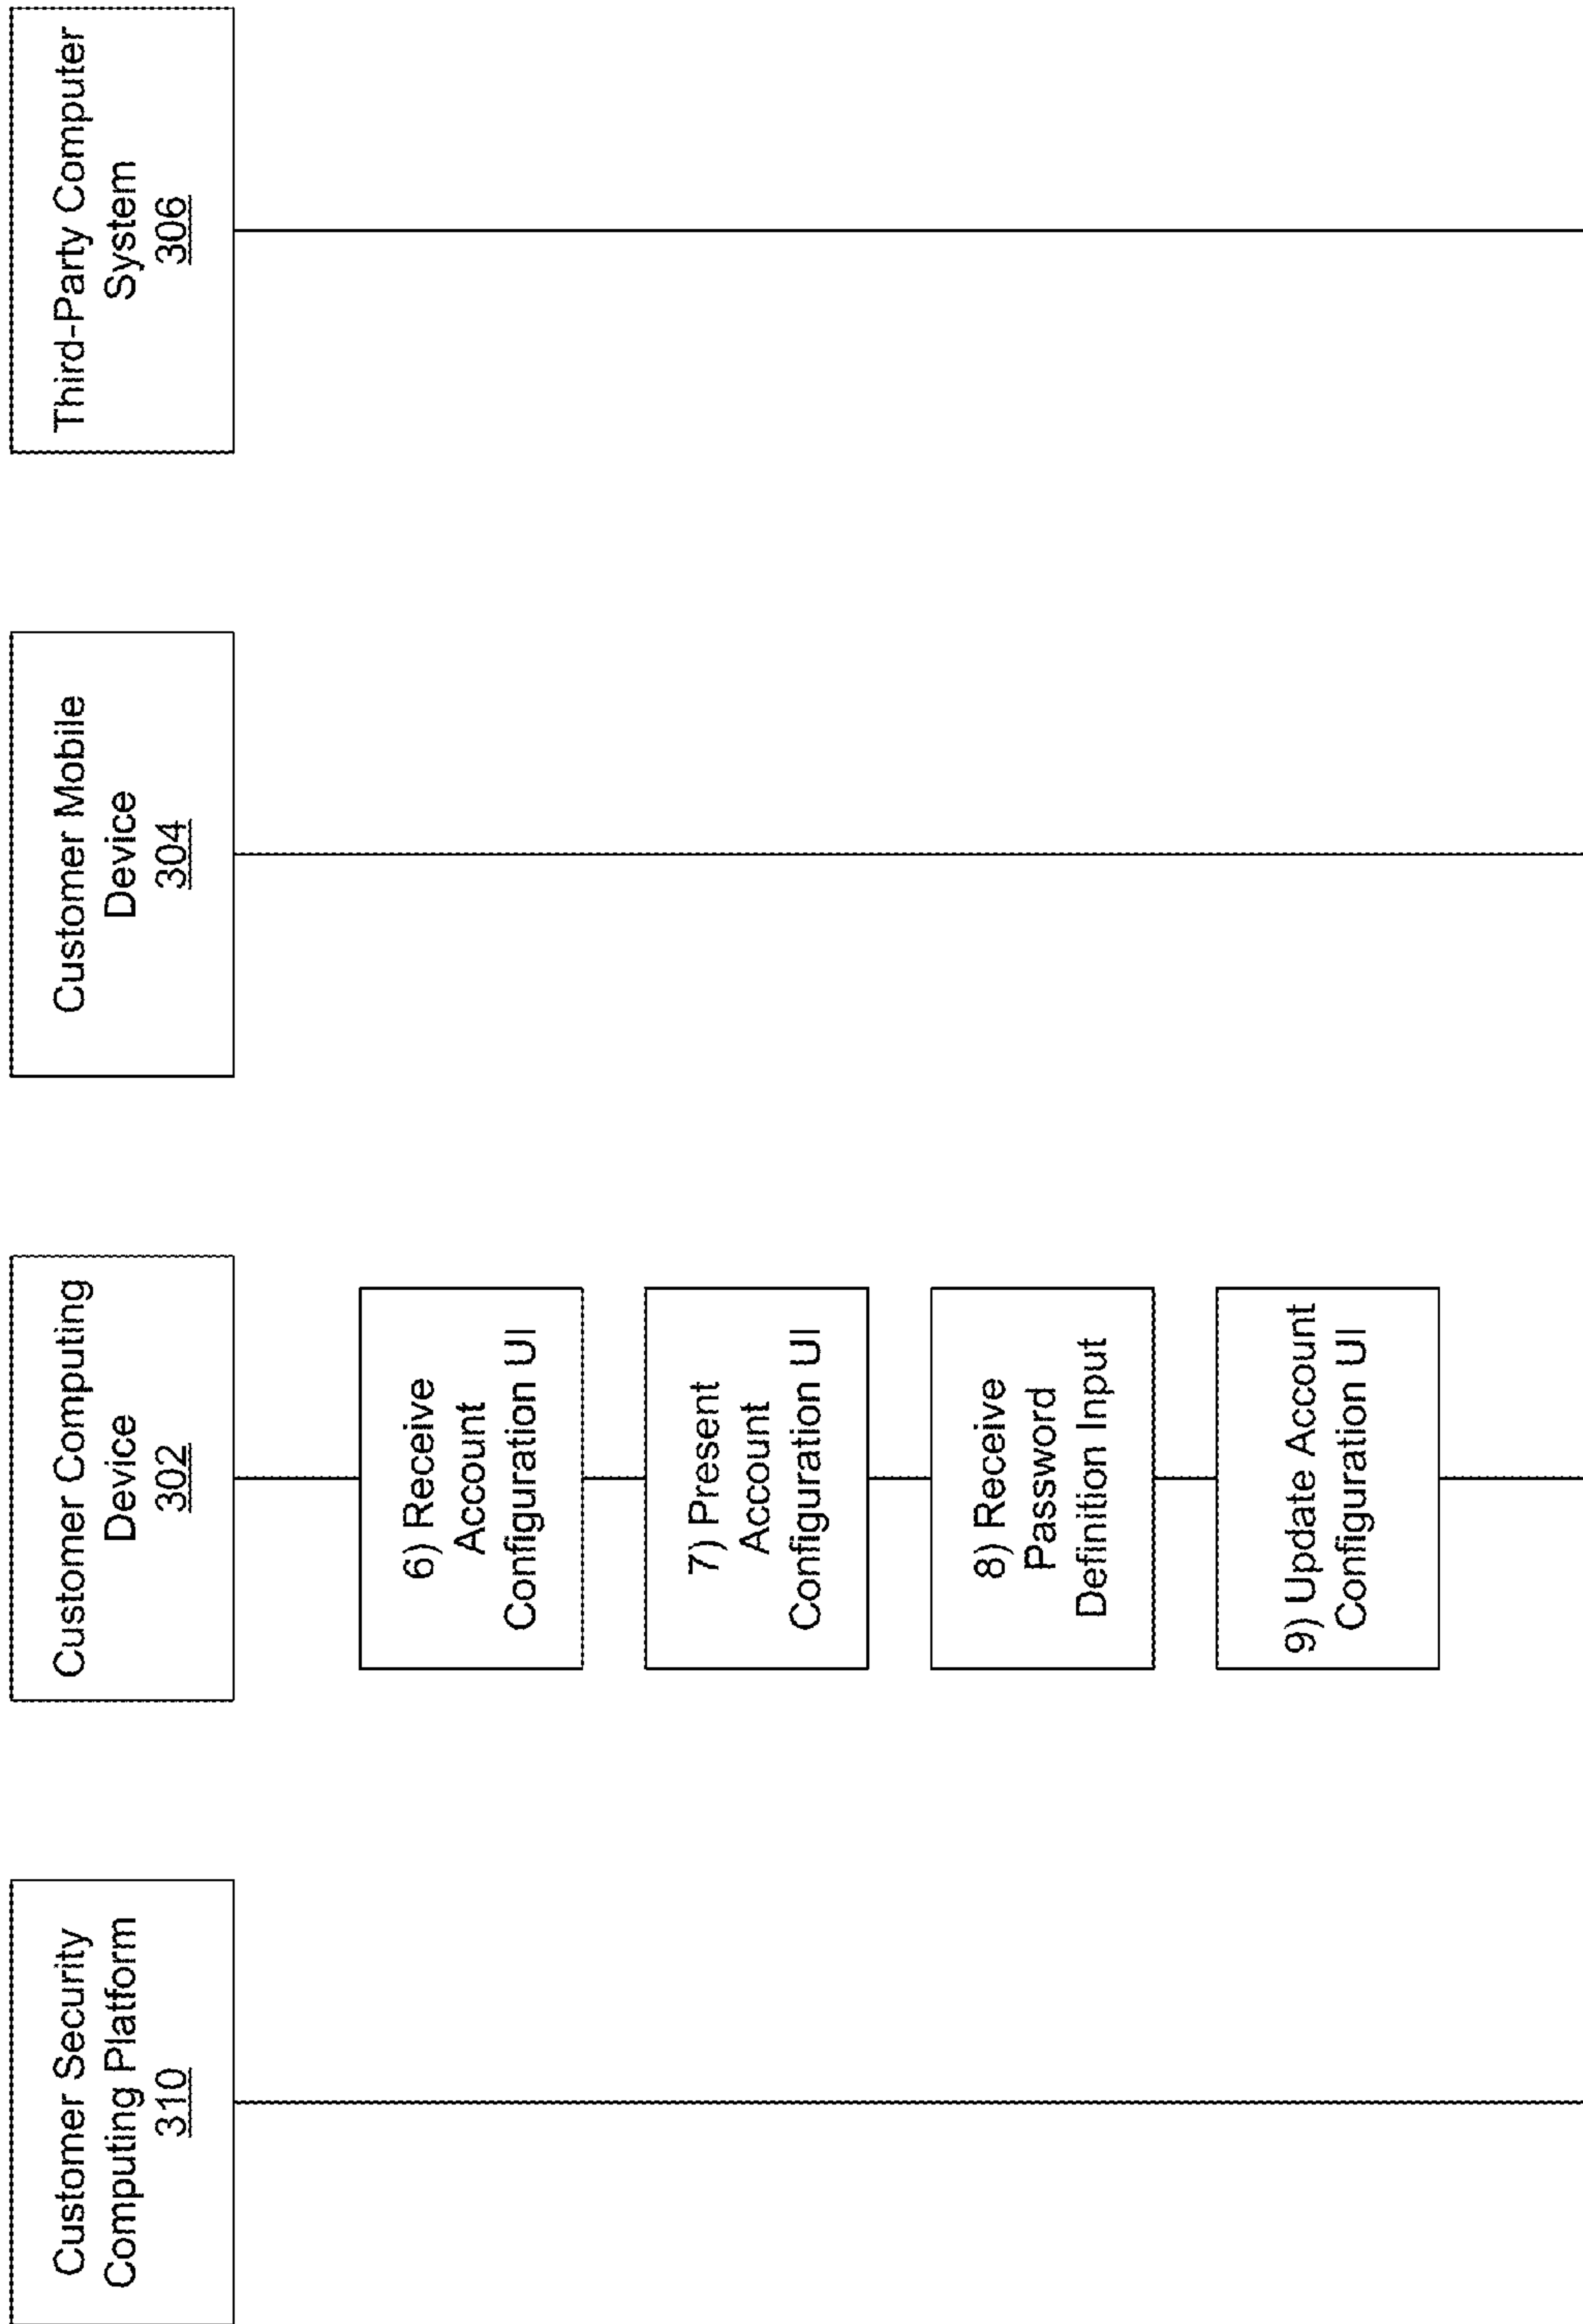 Customer Security
Computing Platform
310
Customer Computing
Device
302
Customer Mobile
Device
304
Third-Party Computer
System
306
6) Receive
Account
Configuration UI
7) Present
Account
Configuration UI
8) Receive
Password
Definition Input
9) Update Account
Configuration UI